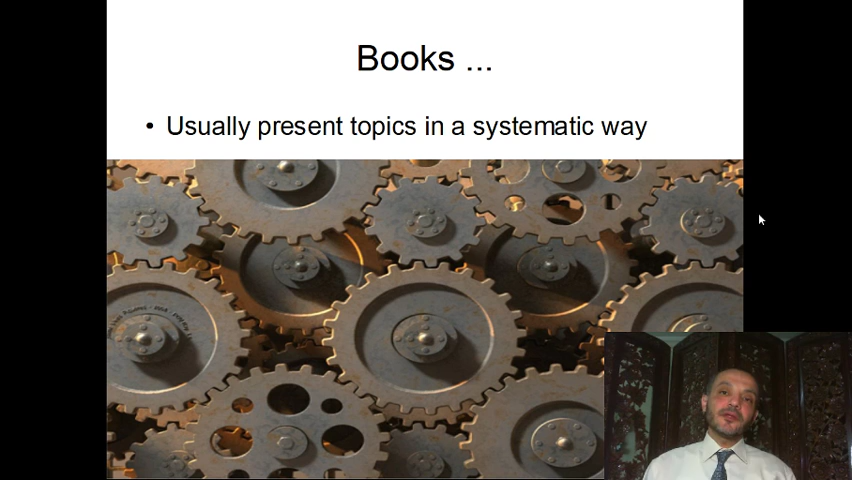 Books ...
• Usually present topics in a systematic way